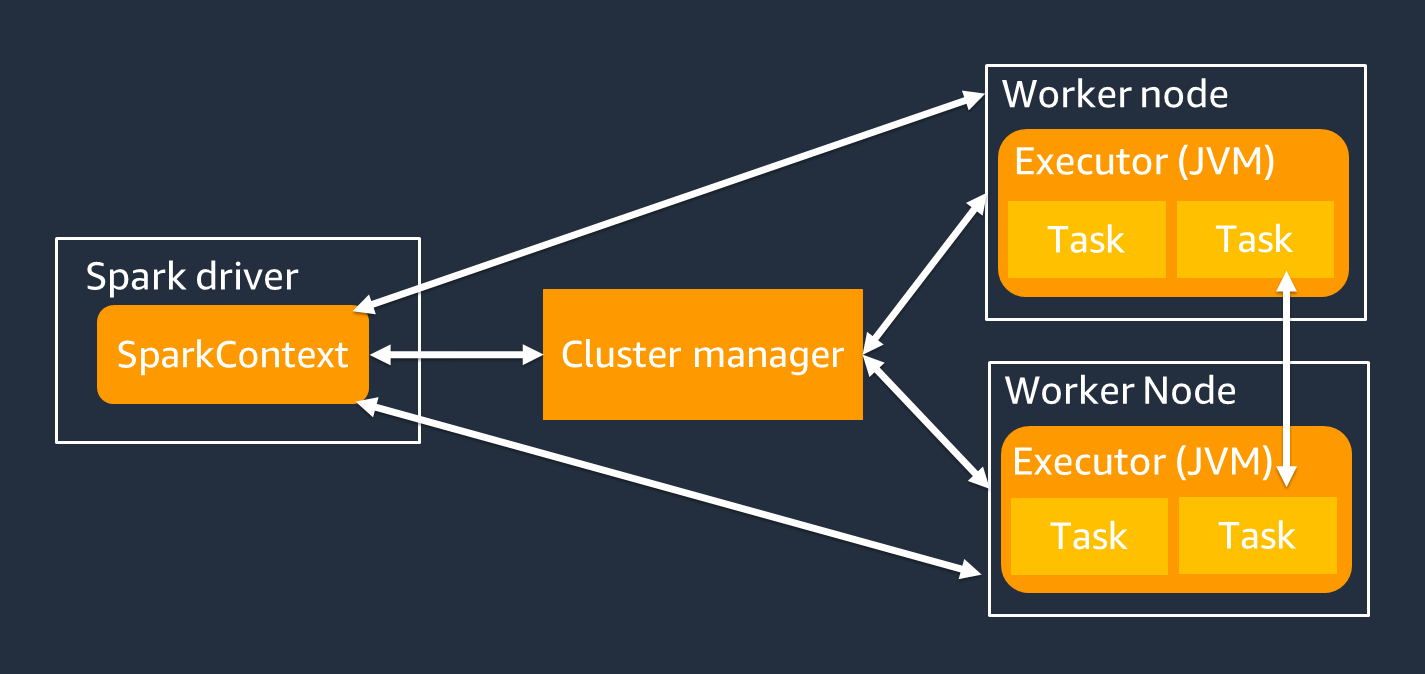 Spark driver
SparkContext
Cluster manager
Worker node
Executor (JVM)
Task Task
Worker Node
Executor (JVM)
Task Task